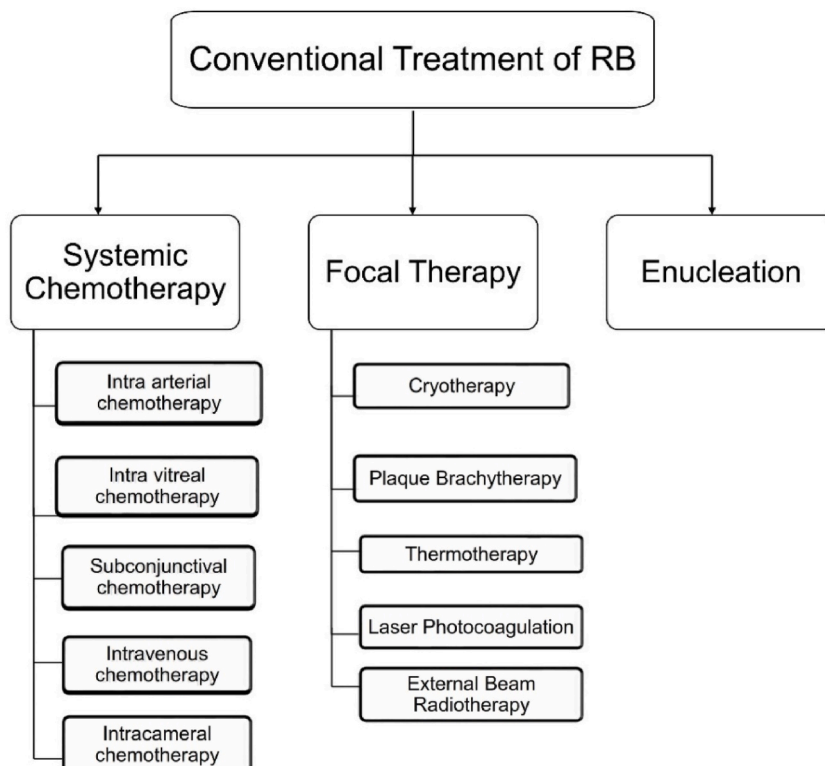 Conventional Treatment of RB
Systemic
Chemotherapy
Intra arterial
chemotherapy
Intra vitreal
chemotherapy
Subconjunctival
chemotherapy
Intravenous
chemotherapy
Intracameral
chemotherapy
Focal Therapy
Cryotherapy
Plaque Brachytherapy
Thermotherapy
Laser Photocoagulation
External Beam
Radiotherapy
Enucleation